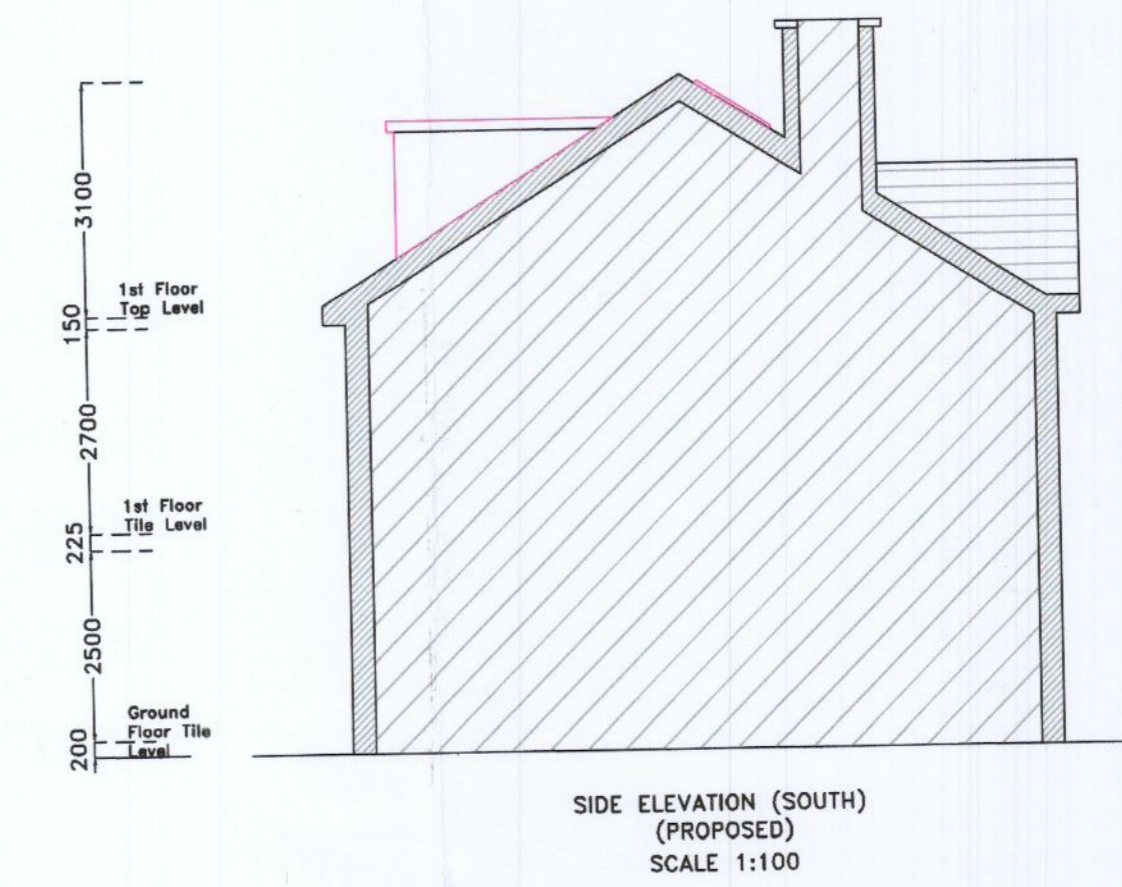 3100
1st Floor
Top Level
150
2700
1st Floor
Tile Level
225
2500
Ground
Floor Tile
Level
200
SIDE ELEVATION (SOUTH)
(PROPOSED)
SCALE 1:100